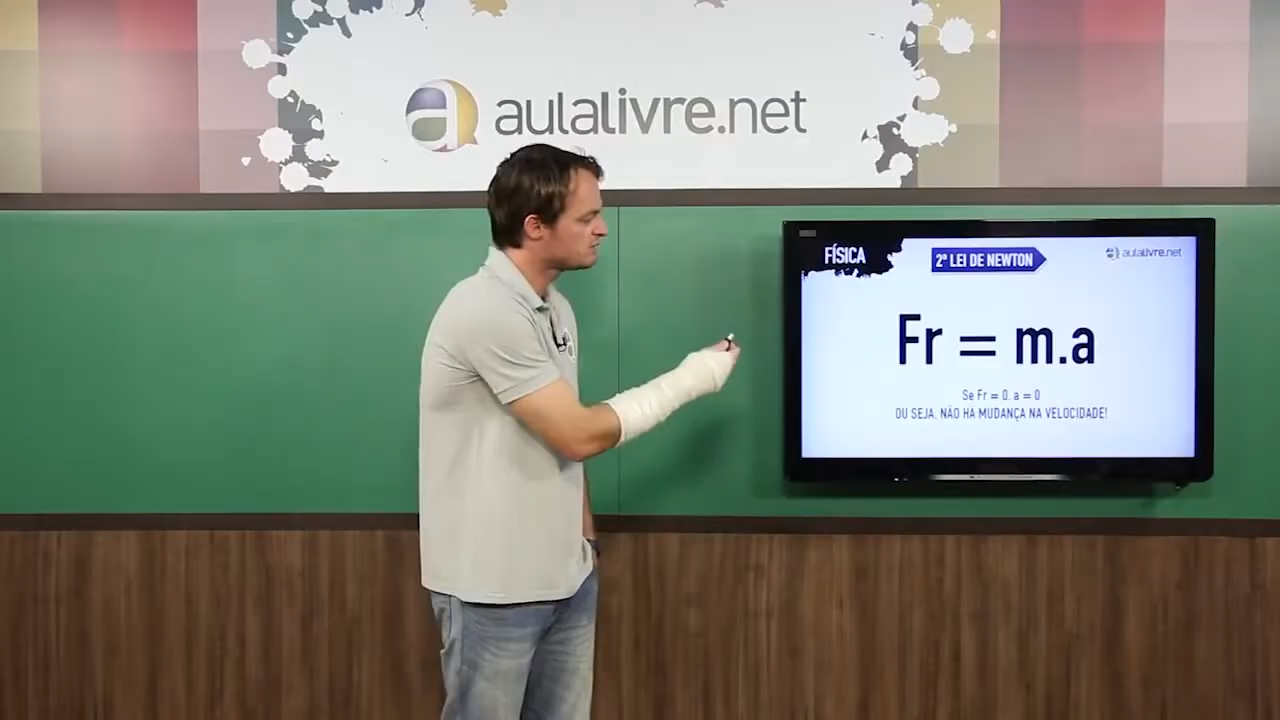 aulalivre.net
FÍSICA
2ª LEI DE NEWTON
aulalivre.net
Fr = m.a
Se Fr = 0. a = 0
OU SEJA, NÃO HA MUDANÇA NA VELOCIDADE!